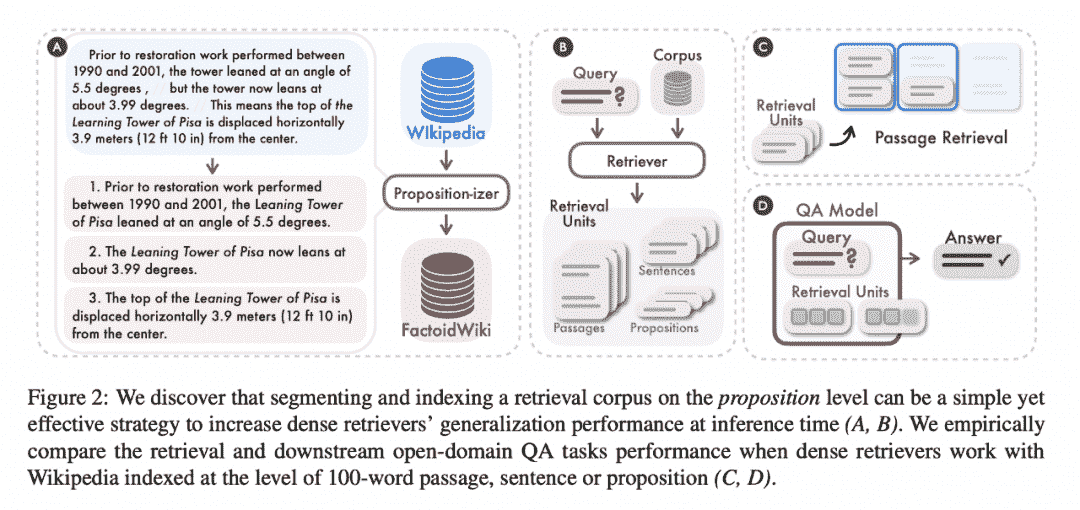 A
Prior to restoration work performed between
1990 and 2001, the tower leaned at an angle of
5.5 degrees , but the tower now leans at
about 3.99 degrees. This means the top of the
Learning Tower of Pisa is displaced horizontally
3.9 meters (12 ft 10 in) from the center.
1. Prior to restoration work performed
between 1990 and 2001, the Leaning Tower
of Pisa leaned at an angle of 5.5 degrees.
2. The Leaning Tower of Pisa now leans at
about 3.99 degrees.
3. The top of the Leaning Tower of Pisa is
displaced horizontally 3.9 meters (12 ft 10 in)
from the center.
WIkipedia
Proposition-izer
FactoidWiki
B
Query
?
Corpus
Retriever
Retrieval
Units
Sentences
Passages
Propositions
C
Retrieval
Units
Passage Retrieval
D
QA Model
Query
?
Retrieval Units
Answer
Figure 2: We discover that segmenting and indexing a retrieval corpus on the proposition level can be a simple yet
effective strategy to increase dense retrievers’ generalization performance at inference time (A, B). We empirically
compare the retrieval and downstream open-domain QA tasks performance when dense retrievers work with
Wikipedia indexed at the level of 100-word passage, sentence or proposition (C, D).